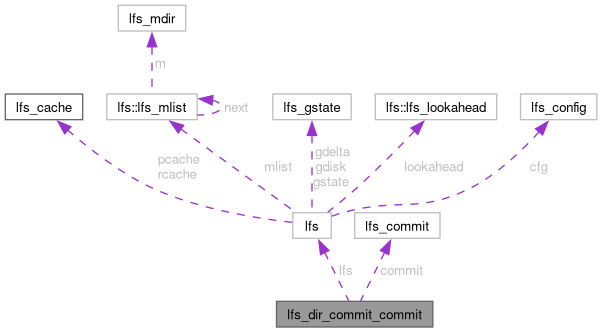 lfs_mdir
m
lfs_cache
lfs::lfs_mlist
next
lfs_gstate
lfs::lfs_lookahead
lfs_config
pcache
rcache
mlist
gdelta
gdisk
gstate
lookahead
cfg
lfs
lfs_commit
lfs
commit
lfs_dir_commit_commit